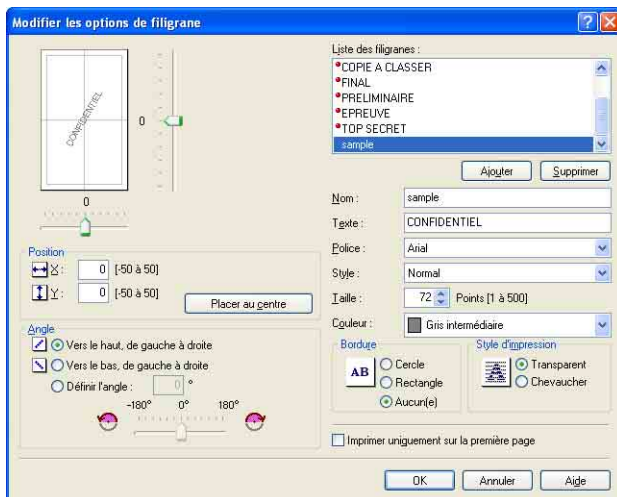 Modifier les options de filigrane
CONFIDENTIEL
0
0
Position
X : 0 [-50 à 50]
Y : 0 [-50 à 50]
Placer au centre
Angle
Vers le haut, de gauche à droite
Vers le bas, de gauche à droite
Définir l'angle : 0 °
-180° 0° 180°
Liste des filigranes :
COPIE A CLASSER
FINAL
PRELIMINAIRE
EPREUVE
TOP SECRET
sample
Ajouter Supprimer
Nom : sample
Texte : CONFIDENTIEL
Police : Arial
Style : Normal
Taille : 72 Points [1 à 500]
Couleur : Gris intermédiaire
Bordure
AB
Cercle
Rectangle
Aucun(e)
Style d'impression
Transparent
Chevaucher
Imprimer uniquement sur la première page
OK Annuler Aide